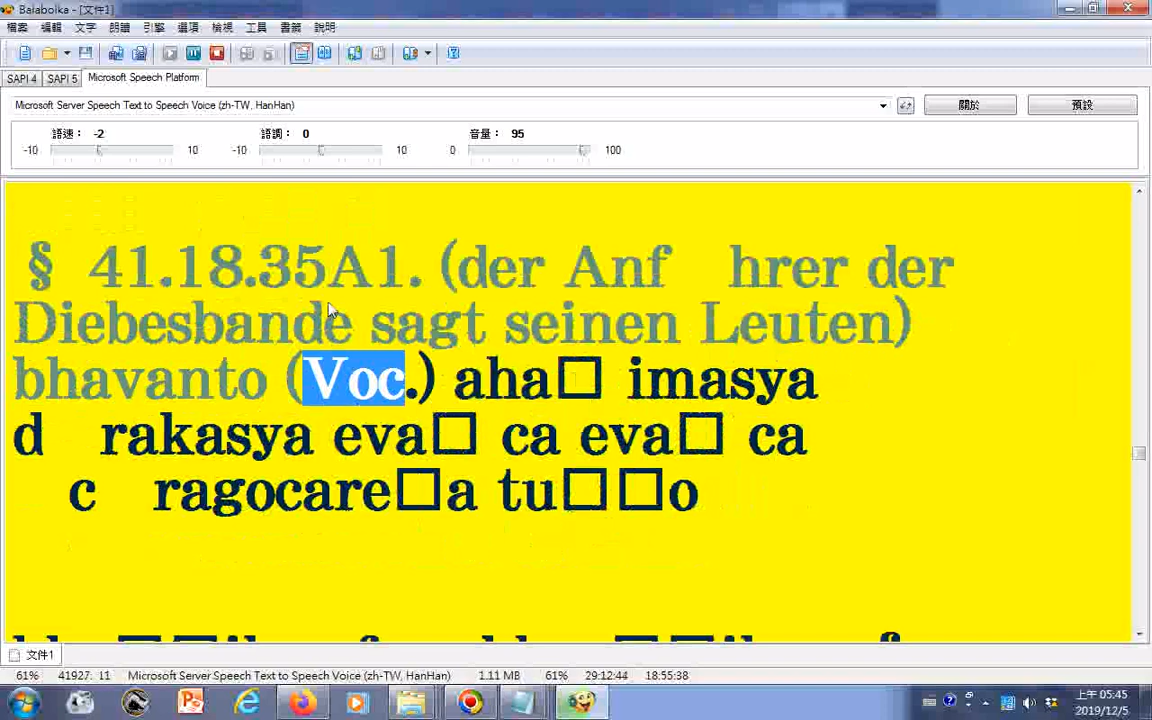 Balabolka - [文件1]
檔案 編輯 文字 朗讀 引擎 選項 檢視 工具 書籤 說明
SAPI 4 SAPI 5 Microsoft Speech Platform
Microsoft Server Speech Text to Speech Voice (zh-TW, HanHan) 關於 預設
語速： -2 語調： 0 音量： 95
-10 10 -10 10 0 100
§ 41.18.35A1. (der Anf hrer der
Diebesbande sagt seinen Leuten)
bhavanto (Voc.) aha□ imasya
d rakasya eva□ ca eva□ ca
c ragocare□a tu□□o
文件1
61% 41927: 11 Microsoft Server Speech Text to Speech Voice (zh-TW, HanHan) 1.11 MB 61% 29:12:44 18:55:38
上午 05:45
2019/12/5